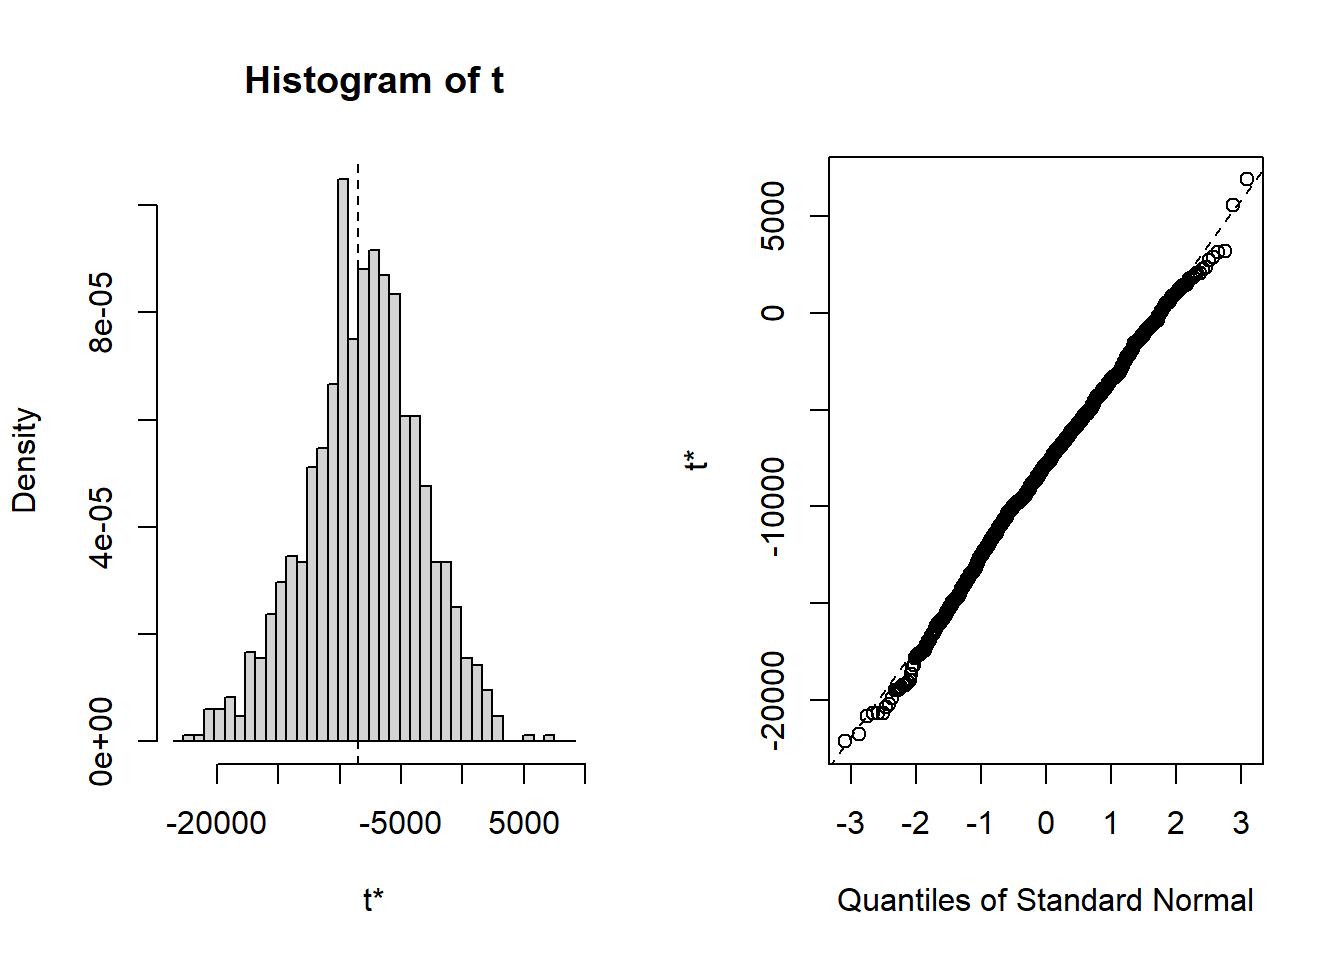 Histogram of t
Density
0e+00
4e-05
8e-05
-20000
-5000
5000
t*
t*
-20000
-10000
0
5000
-3
-2
-1
0
1
2
3
Quantiles of Standard Normal